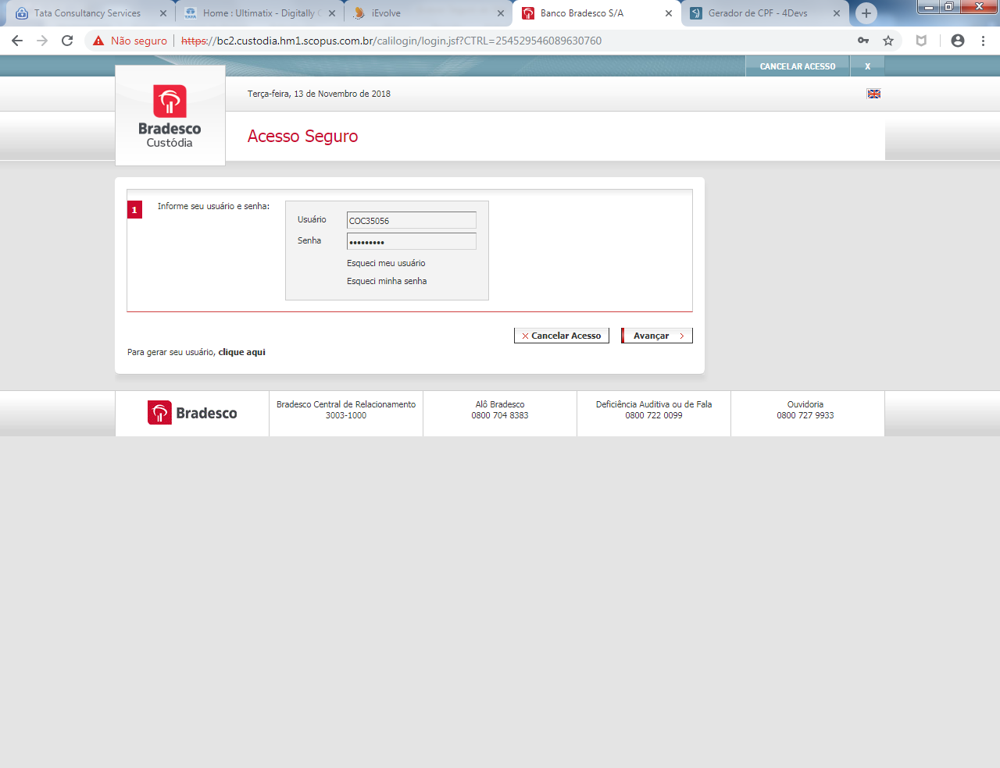 Tata Consultancy Services
Home : Ultimatix - Digitally
iEvolve
Banco Bradesco S/A
Gerador de CPF - 4Devs
Não seguro
https://bc2.custodia.hm1.scopus.com.br/calilogin/login.jsf?CTRL=254529546089630760
CANCELAR ACESSO
X
Bradesco
Custódia
Terça-feira, 13 de Novembro de 2018
Acesso Seguro
1
Informe seu usuário e senha:
Usuário
COC35056
Senha
•••••••••
Esqueci meu usuário
Esqueci minha senha
Cancelar Acesso
Avançar
Para gerar seu usuário, clique aqui
Bradesco
Bradesco Central de Relacionamento
3003-1000
Alô Bradesco
0800 704 8383
Deficiência Auditiva ou de Fala
0800 722 0099
Ouvidoria
0800 727 9933